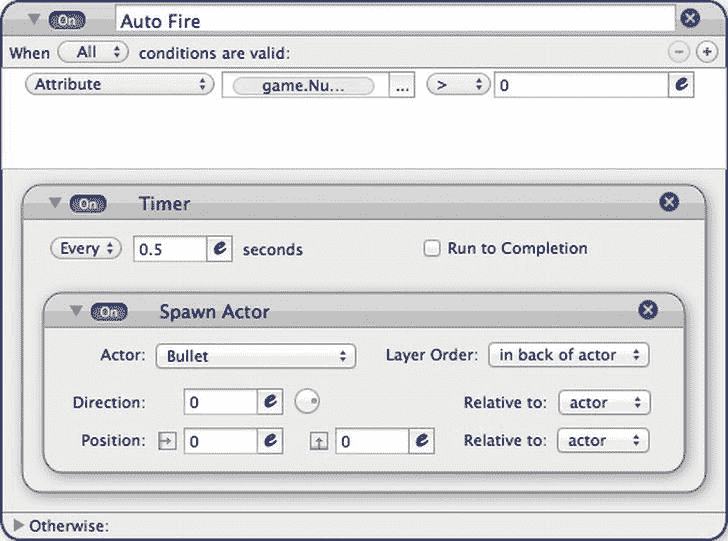 On Auto Fire
When All conditions are valid:
Attribute game.Nu... ... > 0 e
On Timer
Every 0.5 e seconds Run to Completion
On Spawn Actor
Actor: Bullet Layer Order: in back of actor
Direction: 0 e Relative to: actor
Position: 0 e 0 e Relative to: actor
Otherwise: